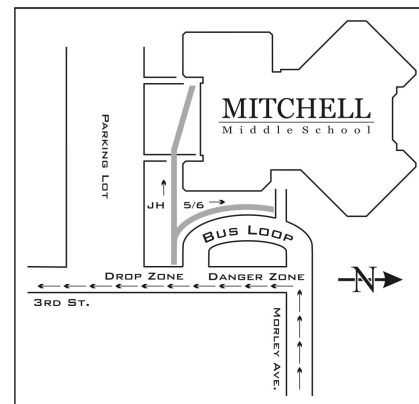 MITCHELL
Middle School
PARKING LOT
JH
5/6
BUS LOOP
DROP ZONE
DANGER ZONE
3RD ST.
MORLEY AVE.
N